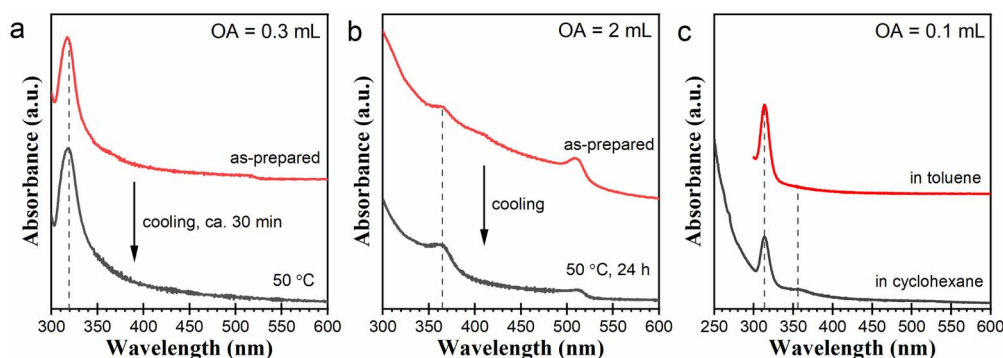 a
OA = 0.3 mL
as-prepared
cooling, ca. 30 min
50 °C
Absorbance (a.u.)
300 350 400 450 500 550 600
Wavelength (nm)
b
OA = 2 mL
as-prepared
cooling
50 °C, 24 h
Absorbance (a.u.)
300 350 400 450 500 550 600
Wavelength (nm)
c
OA = 0.1 mL
in toluene
in cyclohexane
Absorbance (a.u.)
250 300 350 400 450 500 550 600
Wavelength (nm)